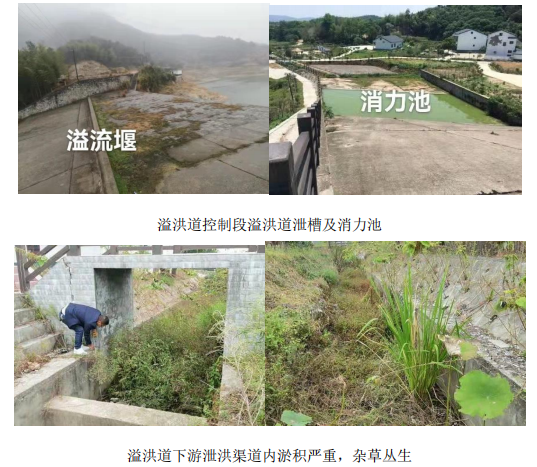 溢流堰
消力池
溢洪道控制段溢洪道泄槽及消力池
溢洪道下游泄洪渠道内淤积严重，杂草丛生